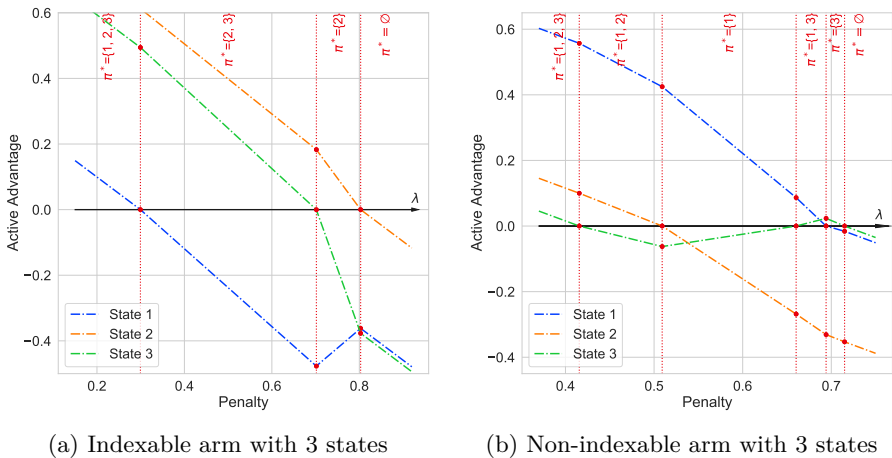 π*={1, 2, 3}
π*={2, 3}
π*={2}
π*=∅
0.6
0.4
0.2
0.0
−0.2
−0.4
Active Advantage
λ
State 1
State 2
State 3
0.2
0.4
0.6
0.8
Penalty
(a) Indexable arm with 3 states
π*={1, 2, 3}
π*={1, 2}
π*={1}
π*={1, 3}
π*={3}
π*=∅
0.6
0.4
0.2
0.0
−0.2
−0.4
Active Advantage
λ
State 1
State 2
State 3
0.4
0.5
0.6
0.7
Penalty
(b) Non-indexable arm with 3 states